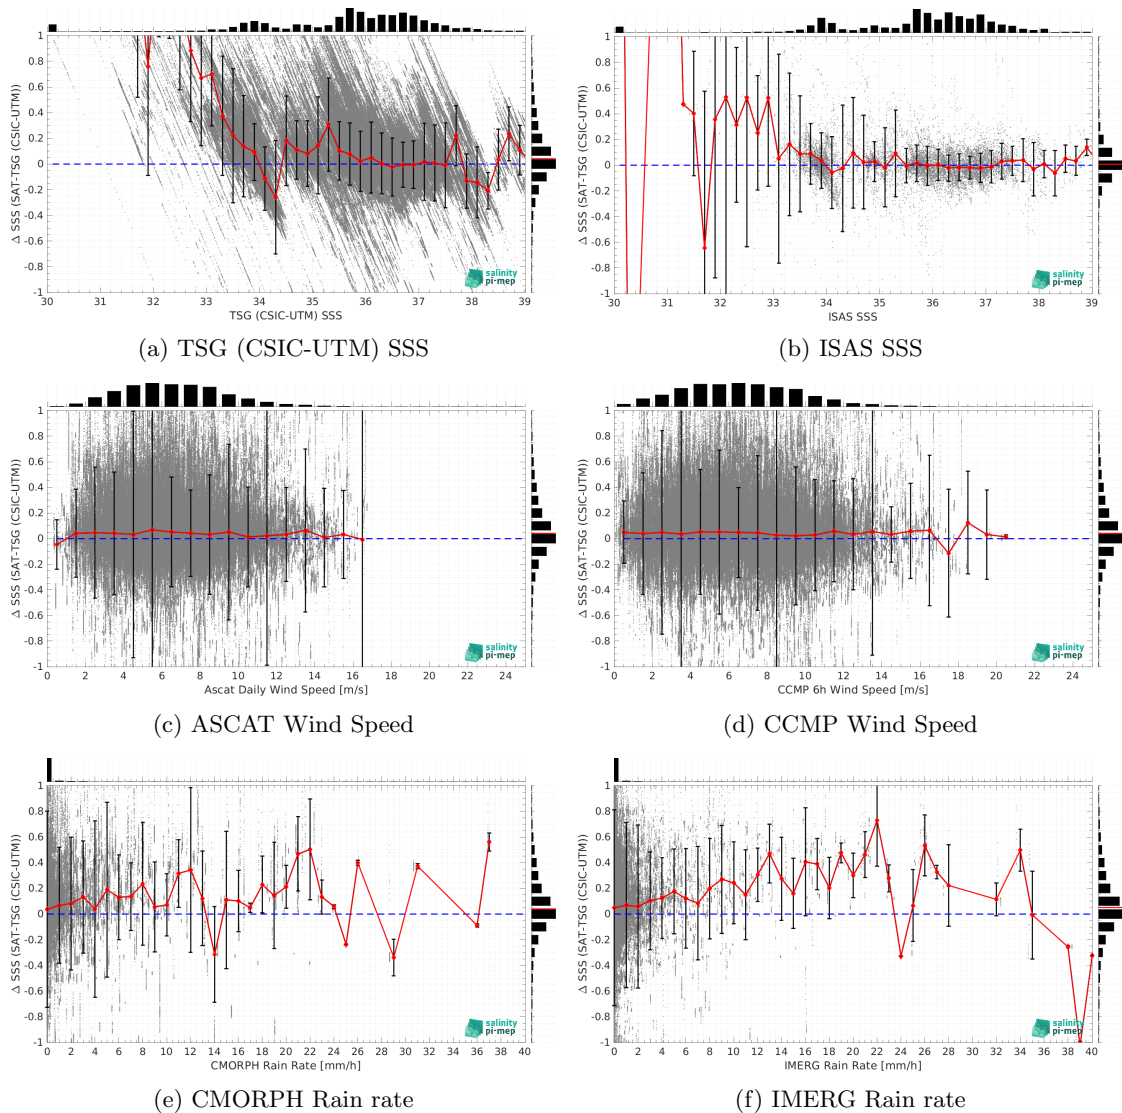 1
0.8
0.6
0.4
0.2
0
-0.2
-0.4
-0.6
-0.8
-1
Δ SSS (SAT-TSG (CSIC-UTM))
30 31 32 33 34 35 36 37 38 39
TSG (CSIC-UTM) SSS
salinity
pi-mep
(a) TSG (CSIC-UTM) SSS
1
0.8
0.6
0.4
0.2
0
-0.2
-0.4
-0.6
-0.8
-1
Δ SSS (SAT-TSG (CSIC-UTM))
30 31 32 33 34 35 36 37 38 39
ISAS SSS
salinity
pi-mep
(b) ISAS SSS
1
0.8
0.6
0.4
0.2
0
-0.2
-0.4
-0.6
-0.8
-1
Δ SSS (SAT-TSG (CSIC-UTM))
0 2 4 6 8 10 12 14 16 18 20 22 24
Ascat Daily Wind Speed [m/s]
salinity
pi-mep
(c) ASCAT Wind Speed
1
0.8
0.6
0.4
0.2
0
-0.2
-0.4
-0.6
-0.8
-1
Δ SSS (SAT-TSG (CSIC-UTM))
0 2 4 6 8 10 12 14 16 18 20 22 24
CCMP 6h Wind Speed [m/s]
salinity
pi-mep
(d) CCMP Wind Speed
1
0.8
0.6
0.4
0.2
0
-0.2
-0.4
-0.6
-0.8
-1
Δ SSS (SAT-TSG (CSIC-UTM))
0 2 4 6 8 10 12 14 16 18 20 22 24 26 28 30 32 34 36 38 40
CMORPH Rain Rate [mm/h]
salinity
pi-mep
(e) CMORPH Rain rate
1
0.8
0.6
0.4
0.2
0
-0.2
-0.4
-0.6
-0.8
-1
Δ SSS (SAT-TSG (CSIC-UTM))
0 2 4 6 8 10 12 14 16 18 20 22 24 26 28 30 32 34 36 38 40
IMERG Rain Rate [mm/h]
salinity
pi-mep
(f) IMERG Rain rate